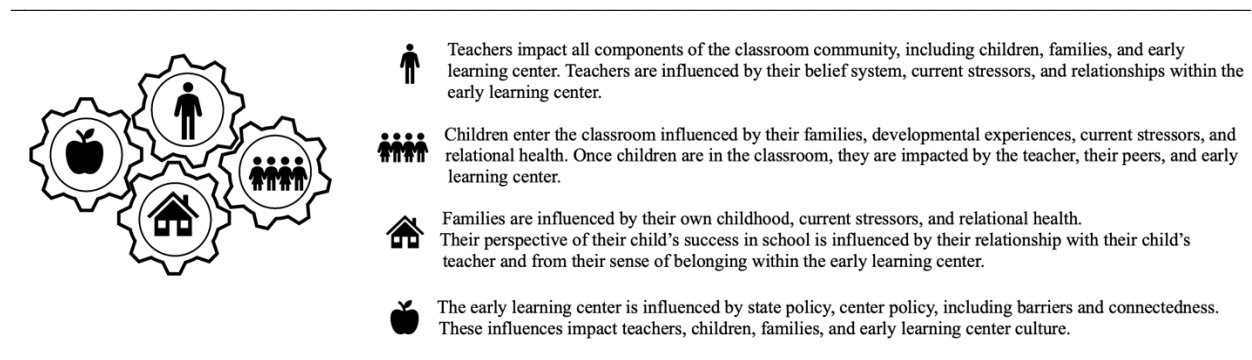 Teachers impact all components of the classroom community, including children, families, and early
learning center. Teachers are influenced by their belief system, current stressors, and relationships within the
early learning center.
Children enter the classroom influenced by their families, developmental experiences, current stressors, and
relational health. Once children are in the classroom, they are impacted by the teacher, their peers, and early
learning center.
Families are influenced by their own childhood, current stressors, and relational health.
Their perspective of their child’s success in school is influenced by their relationship with their child’s
teacher and from their sense of belonging within the early learning center.
The early learning center is influenced by state policy, center policy, including barriers and connectedness.
These influences impact teachers, children, families, and early learning center culture.